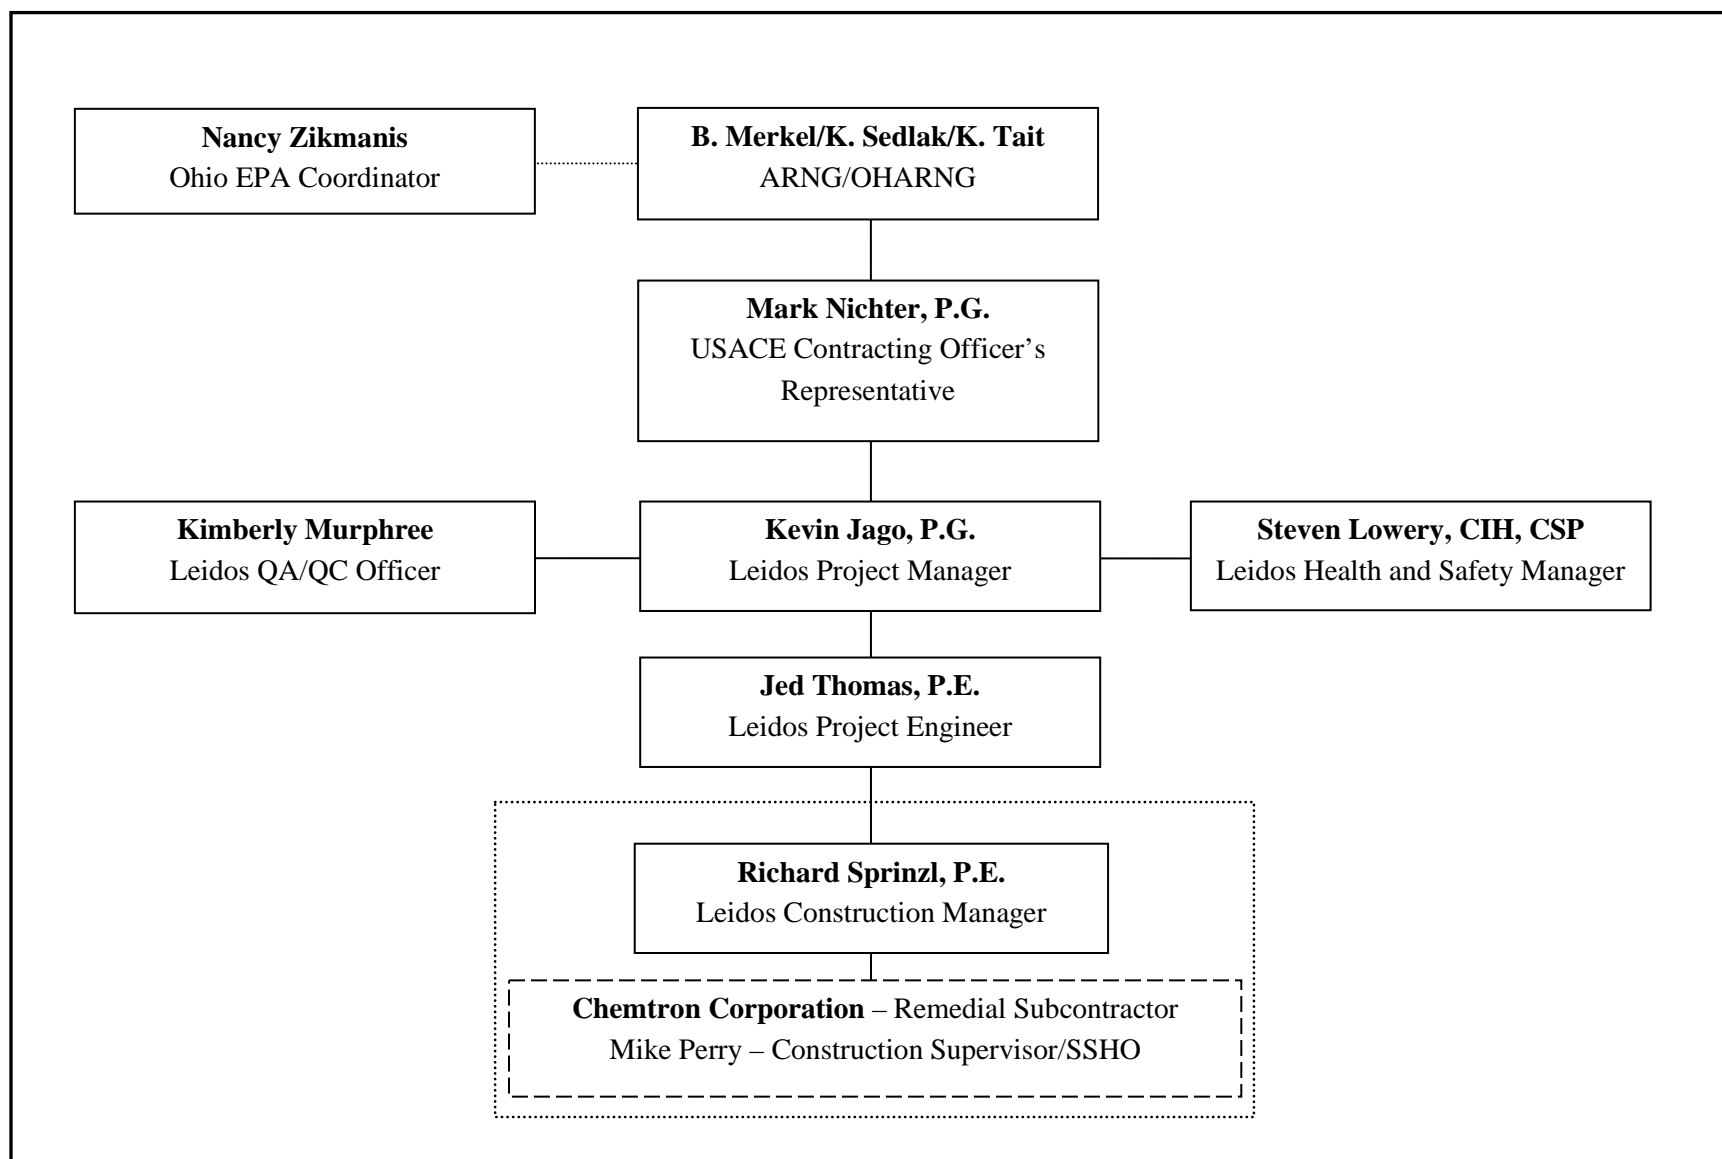 Nancy Zikmanis
Ohio EPA Coordinator
B. Merkel/K. Sedlak/K. Tait
ARNG/OHARNG
Mark Nichter, P.G.
USACE Contracting Officer’s
Representative
Kimberly Murphree
Leidos QA/QC Officer
Kevin Jago, P.G.
Leidos Project Manager
Steven Lowery, CIH, CSP
Leidos Health and Safety Manager
Jed Thomas, P.E.
Leidos Project Engineer
Richard Sprinzl, P.E.
Leidos Construction Manager
Chemtron Corporation – Remedial Subcontractor
Mike Perry – Construction Supervisor/SSHO